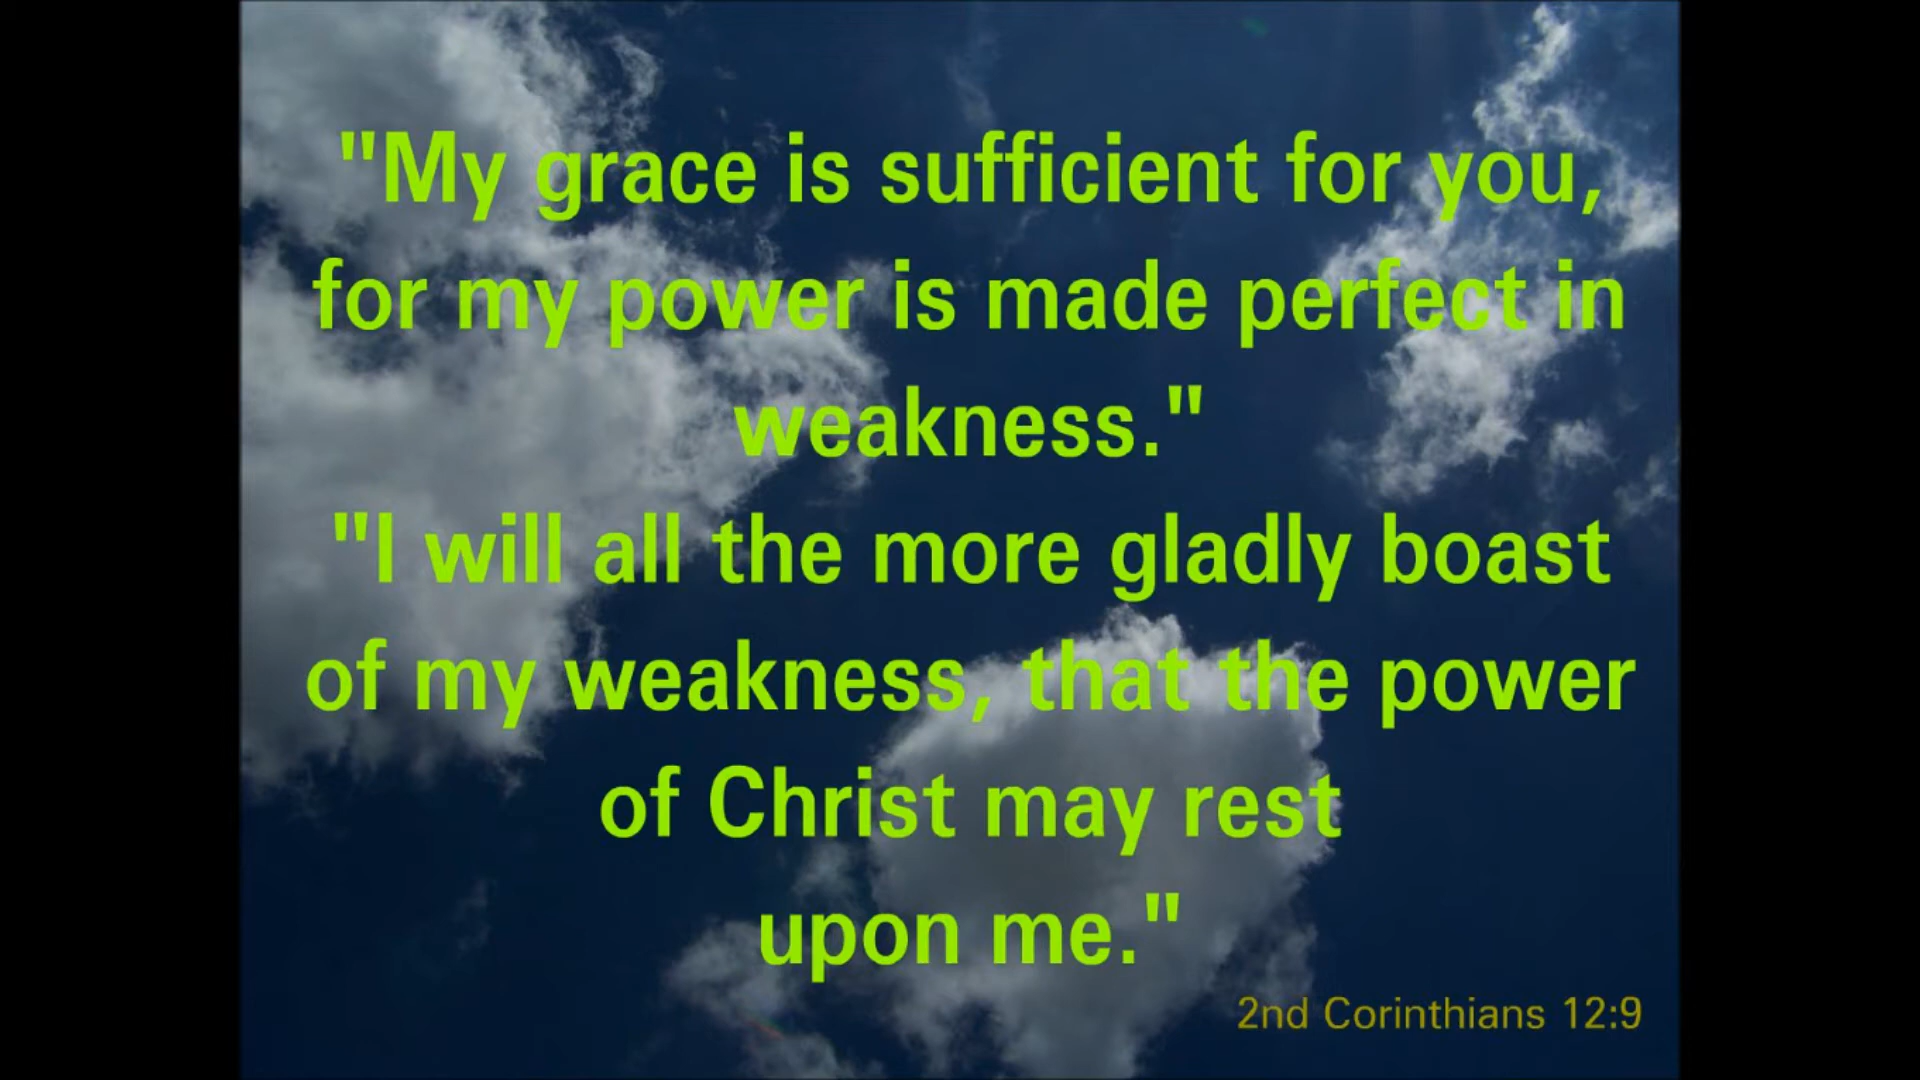 "My grace is sufficient for you,
for my power is made perfect in
weakness."
"I will all the more gladly boast
of my weakness, that the power
of Christ may rest
upon me."
2nd Corinthians 12:9